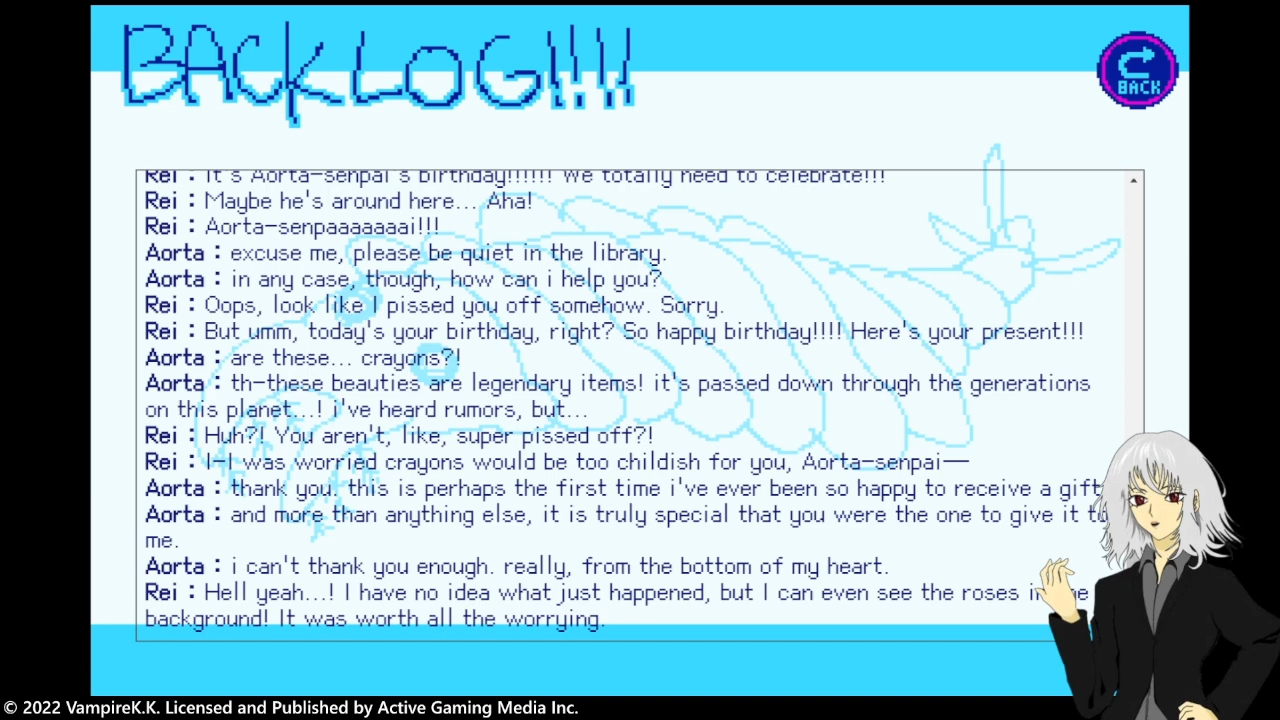 BACKLOG!!!!
BACK
Rei : It's Aorta-senpai's birthday!!!!!! We totally need to celebrate!!!
Rei : Maybe he's around here... Aha!
Rei : Aorta-senpaaaaaaai!!!
Aorta : excuse me, please be quiet in the library.
Aorta : in any case, though, how can i help you?
Rei : Oops, look like I pissed you off somehow. Sorry.
Rei : But umm, today's your birthday, right? So happy birthday!!!! Here's your present!!!
Aorta : are these... crayons?!
Aorta : th-these beauties are legendary items! it's passed down through the generations
on this planet...! i've heard rumors, but...
Rei : Huh?! You aren't, like, super pissed off?!
Rei : I-I was worried crayons would be too childish for you, Aorta-senpai——
Aorta : thank you. this is perhaps the first time i've ever been so happy to receive a gift
Aorta : and more than anything else, it is truly special that you were the one to give it to
me.
Aorta : i can't thank you enough. really, from the bottom of my heart.
Rei : Hell yeah...! I have no idea what just happened, but I can even see the roses
background! It was worth all the worrying.
© 2022 VampireK.K. Licensed and Published by Active Gaming Media Inc.